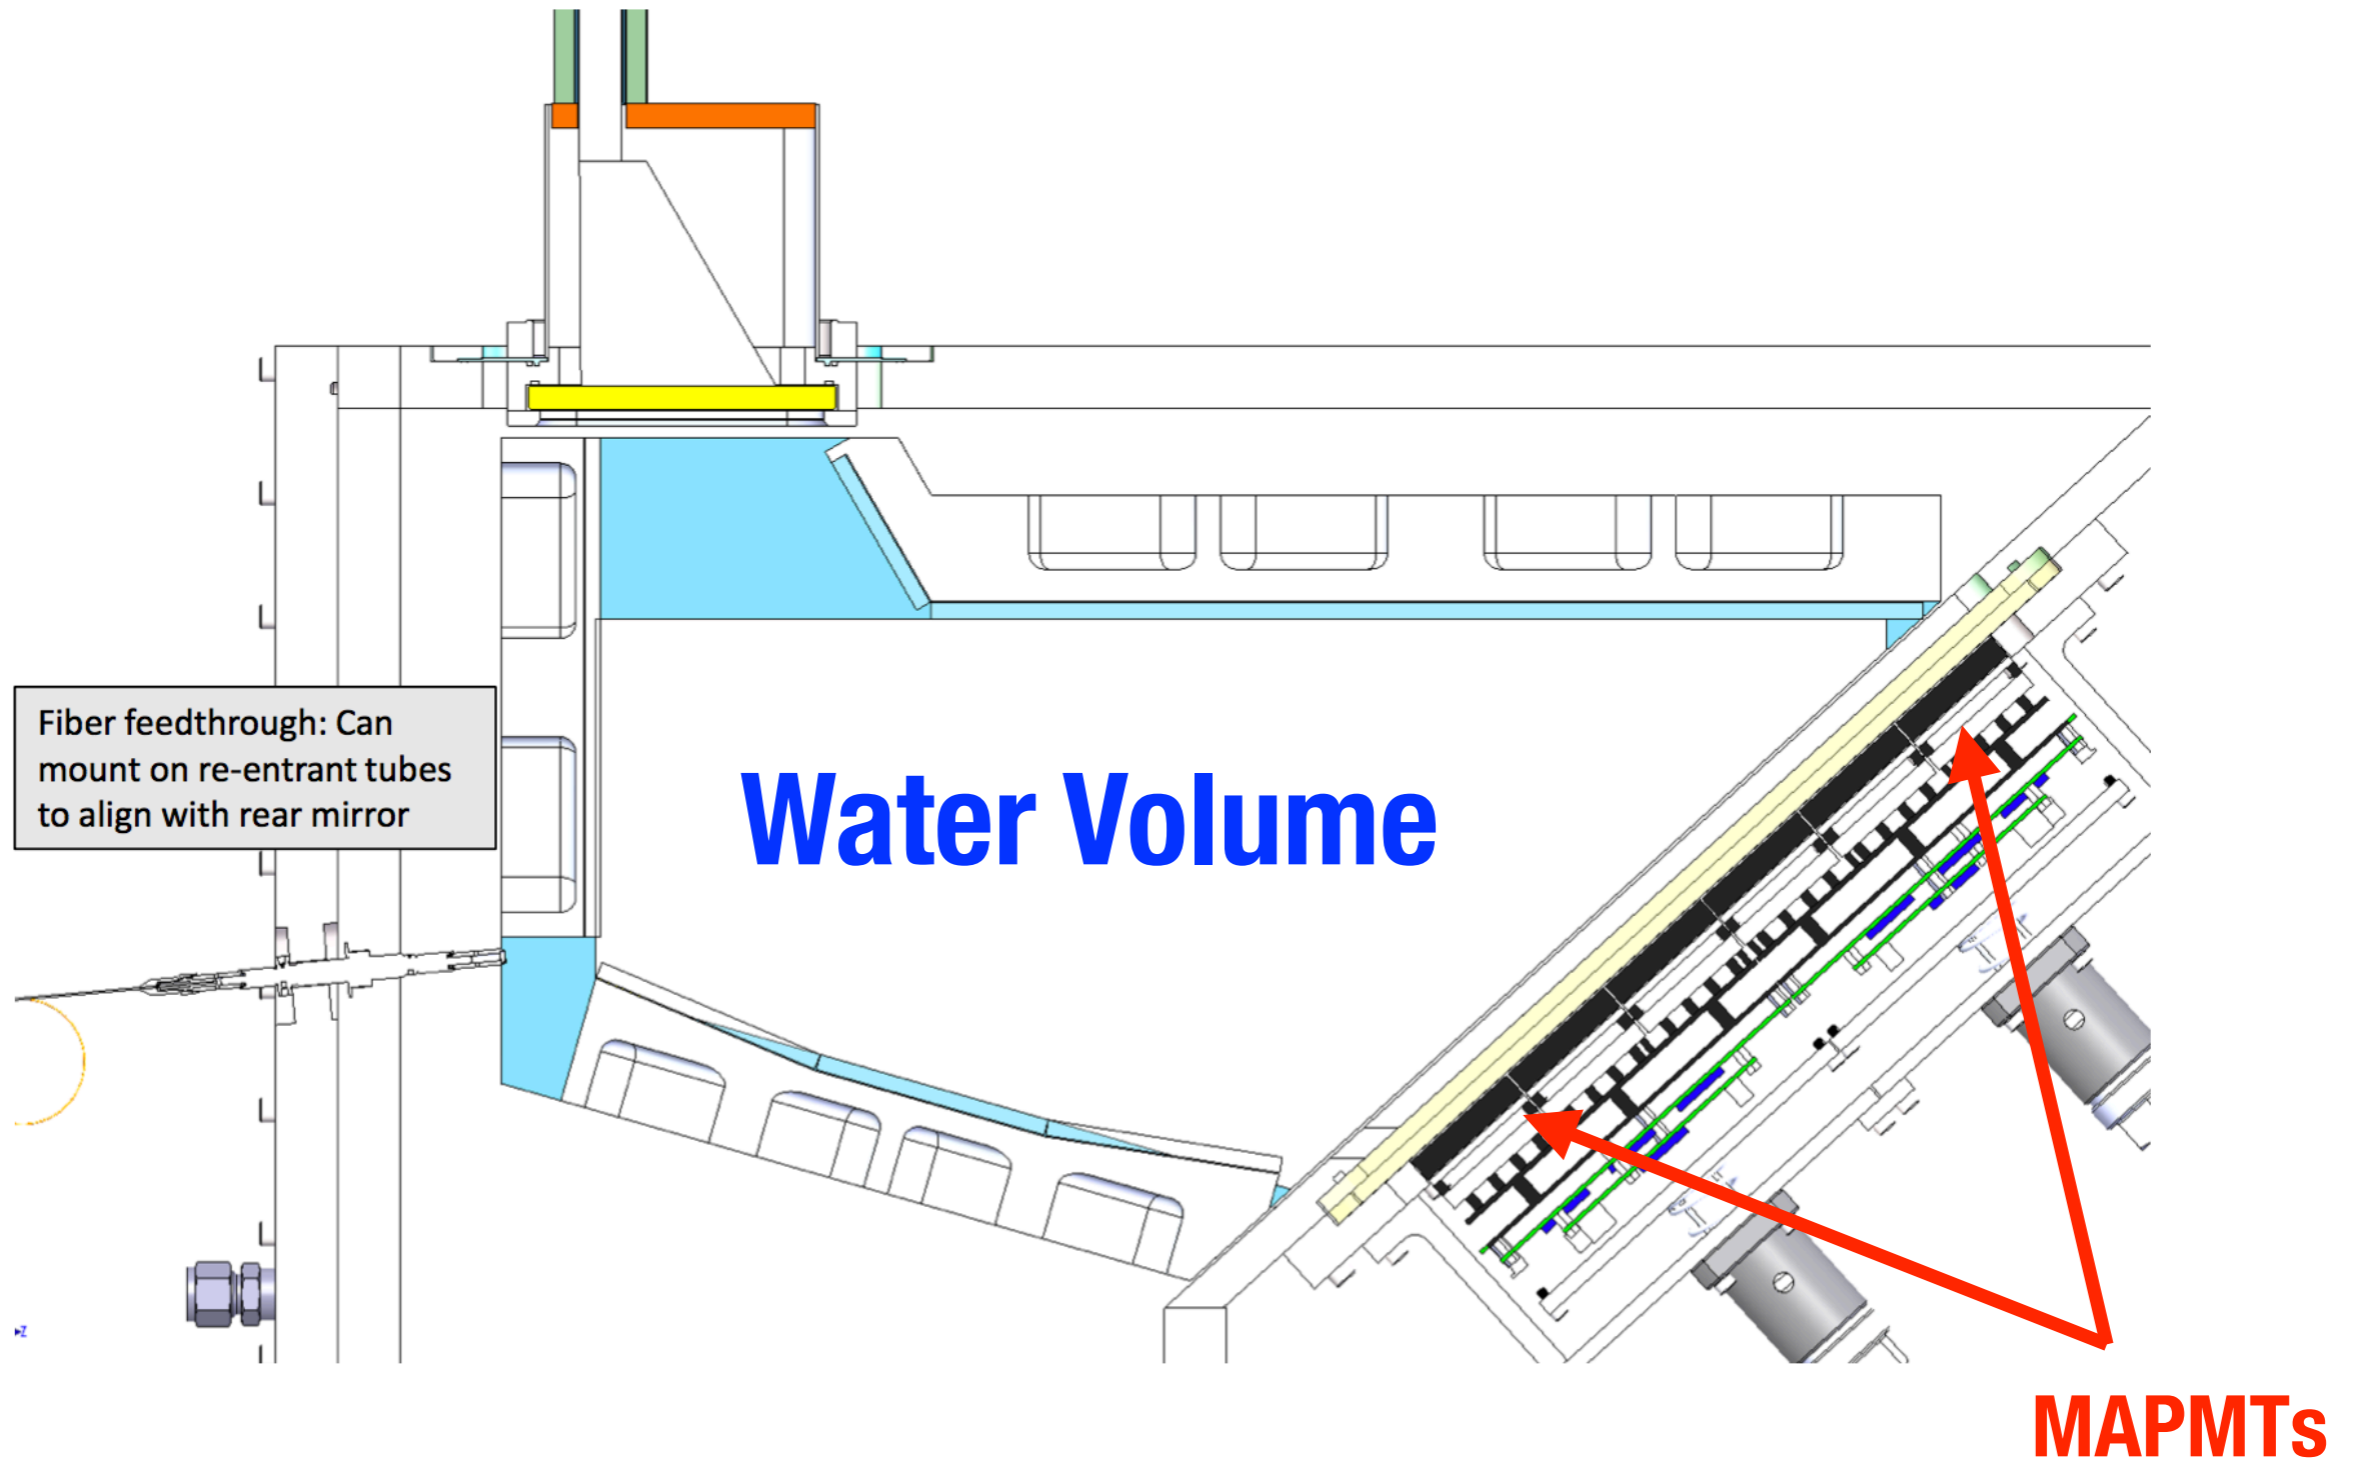 Fiber feedthrough: Can
mount on re-entrant tubes
to align with rear mirror
Water Volume
Z
MAPMTs